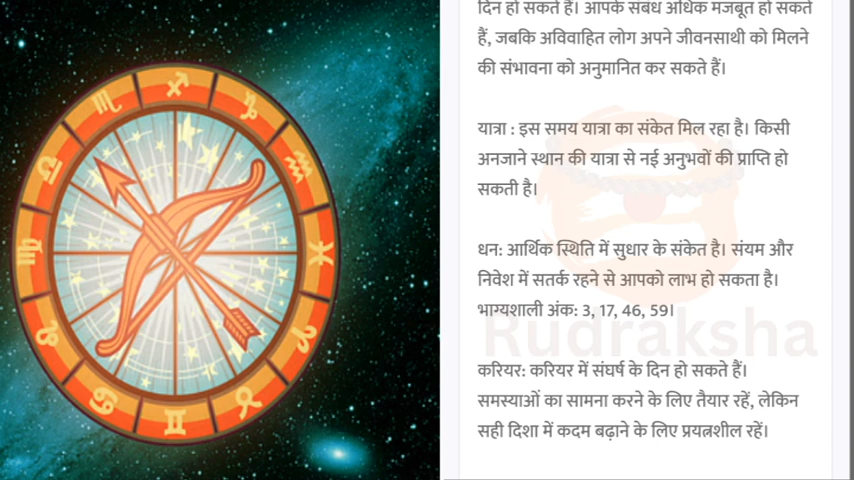 दिन हो सकते हैं। आपके संबंध अधिक मजबूत हो सकते
हैं, जबकि अविवाहित लोग अपने जीवनसाथी को मिलने
की संभावना को अनुमानित कर सकते हैं।
यात्रा : इस समय यात्रा का संकेत मिल रहा है। किसी
अनजाने स्थान की यात्रा से नई अनुभवों की प्राप्ति हो
सकती है।
धन: आर्थिक स्थिति में सुधार के संकेत है। संयम और
निवेश में सतर्क रहने से आपको लाभ हो सकता है।
भाग्यशाली अंक: 3, 17, 46, 59।
Rudraksha
करियर: करियर में संघर्ष के दिन हो सकते हैं।
समस्याओं का सामना करने के लिए तैयार रहें, लेकिन
सही दिशा में कदम बढ़ाने के लिए प्रयत्नशील रहें।